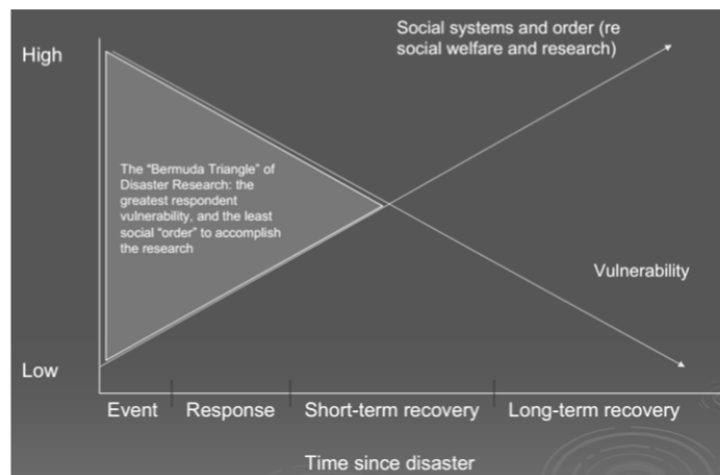 Social systems and order (re
social welfare and research)
High
The “Bermuda Triangle” of
Disaster Research: the
greatest respondent
vulnerability, and the least
social “order” to accomplish
the research
Vulnerability
Low
Event Response Short-term recovery Long-term recovery
Time since disaster